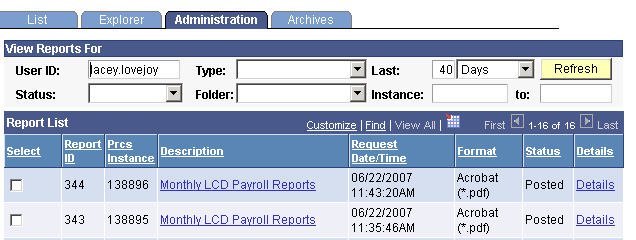 List Explorer Administration Archives
View Reports For
User ID: lacey.lovejoy Type: Last: 40 Days Refresh
Status: Folder: Instance: to:
Report List Customize | Find | View All | First 1-16 of 16 Last
Select Report ID Prcs Instance Description Request Date/Time Format Status Details
344 138896 Monthly LCD Payroll Reports 06/22/2007 11:43:20AM Acrobat (*.pdf) Posted Details
343 138895 Monthly LCD Payroll Reports 06/22/2007 11:35:46AM Acrobat (*.pdf) Posted Details